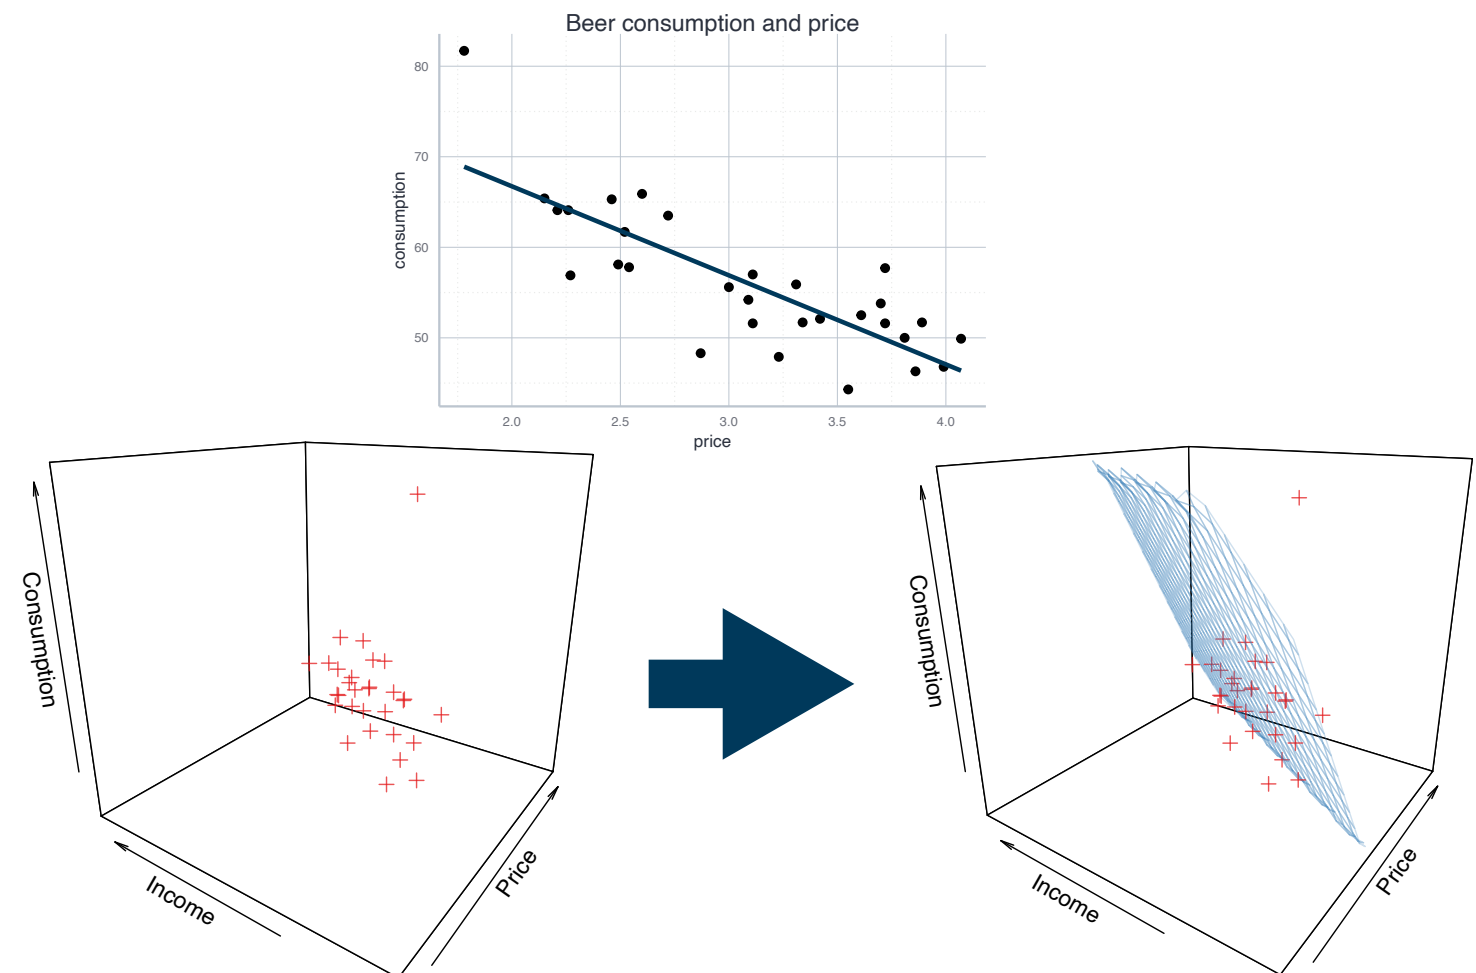 Beer consumption and price
consumption
80
70
60
50
2.0
2.5
3.0
3.5
4.0
price
Consumption
Income
Price
Consumption
Income
Price